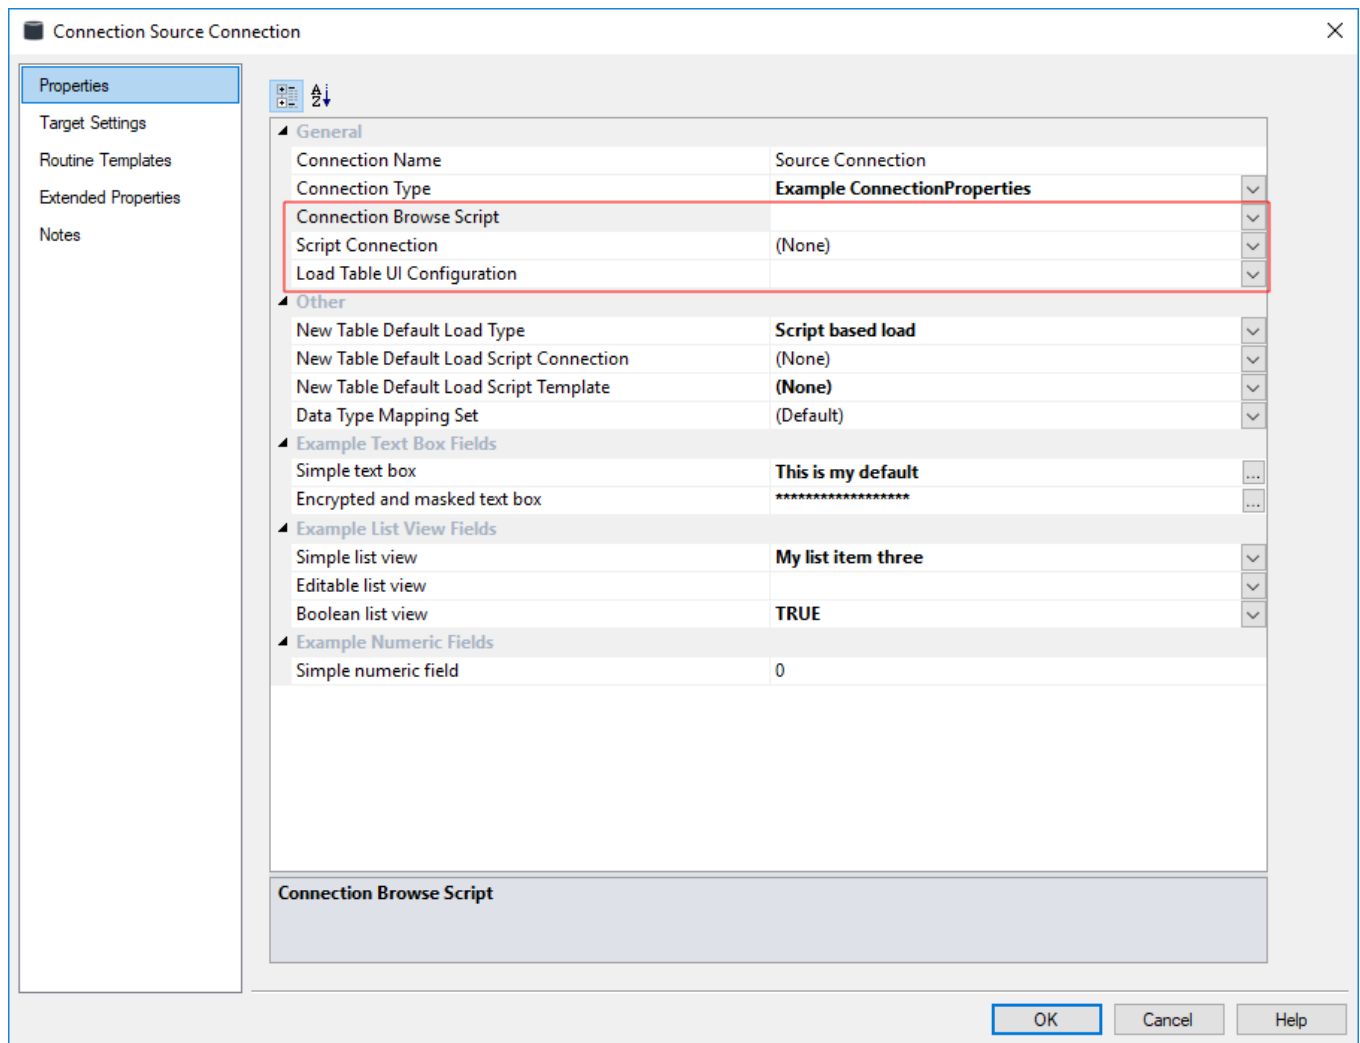 Connection Source Connection
Properties
Target Settings
Routine Templates
Extended Properties
Notes
General
Connection Name Source Connection
Connection Type Example ConnectionProperties
Connection Browse Script
Script Connection (None)
Load Table UI Configuration
Other
New Table Default Load Type Script based load
New Table Default Load Script Connection (None)
New Table Default Load Script Template (None)
Data Type Mapping Set (Default)
Example Text Box Fields
Simple text box This is my default ...
Encrypted and masked text box ****************** ...
Example List View Fields
Simple list view My list item three
Editable list view
Boolean list view TRUE
Example Numeric Fields
Simple numeric field 0
Connection Browse Script
OK Cancel Help